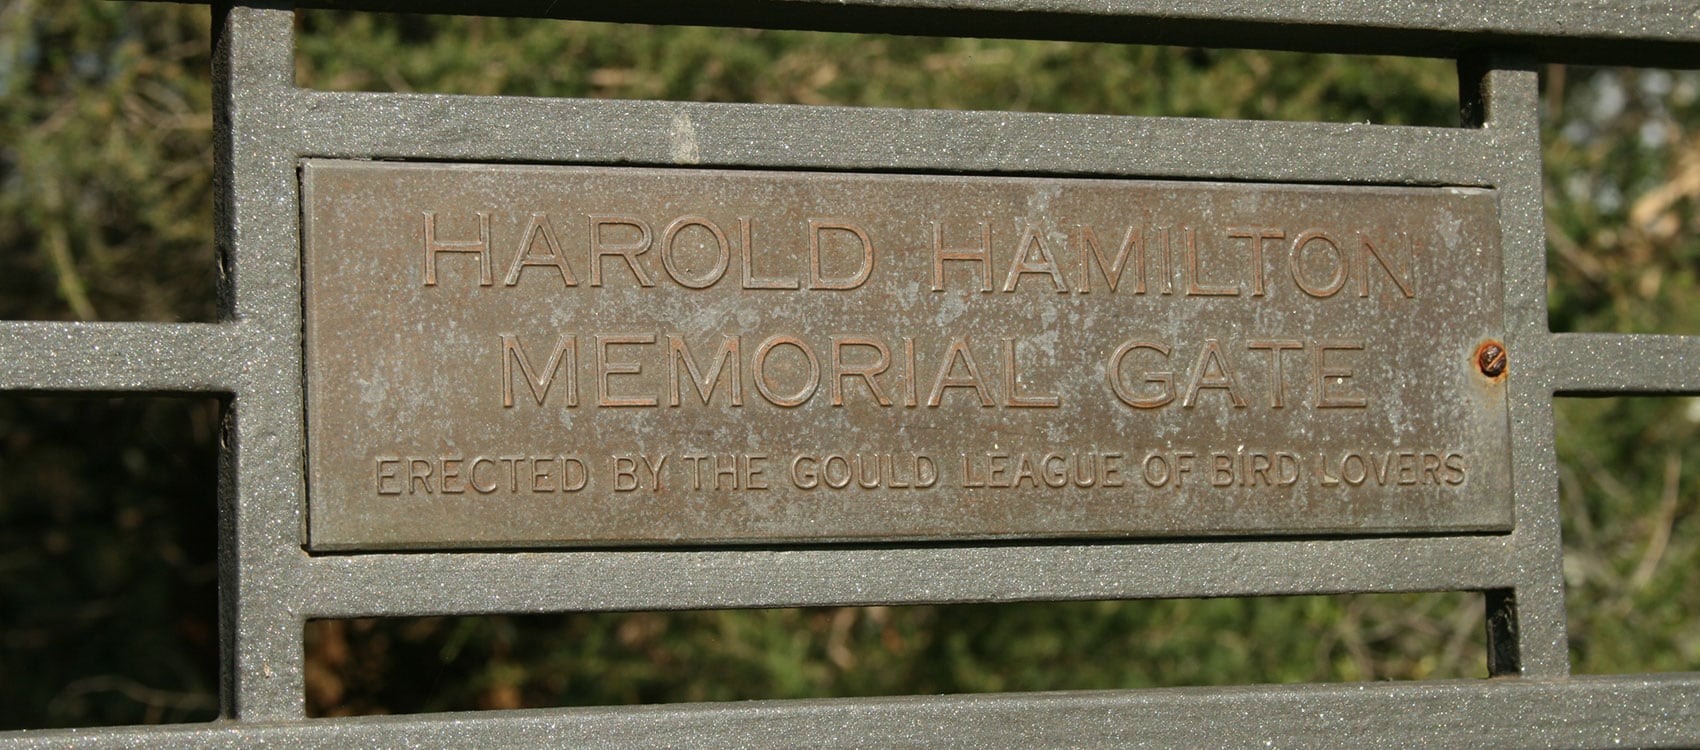 HAROLD HAMILTON
MEMORIAL GATE
ERECTED BY THE GOULD LEAGUE OF BIRD LOVERS